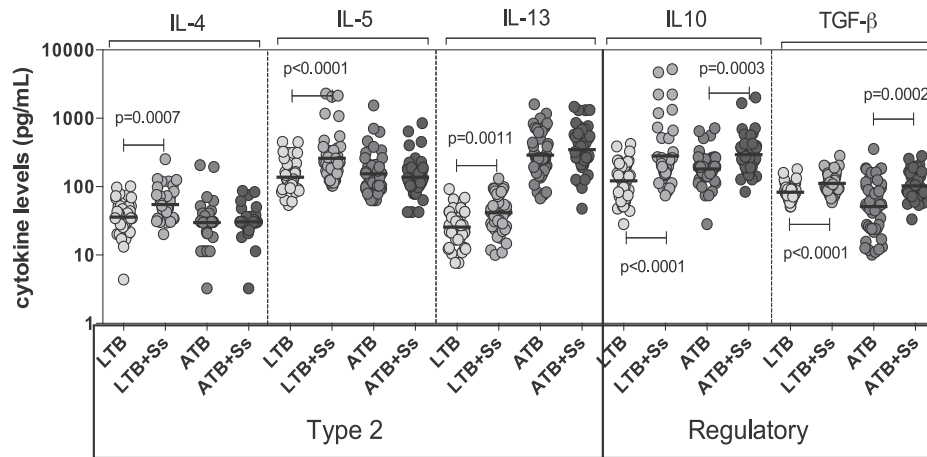 IL-4 IL-5 IL-13 IL10 TGF-β
cytokine levels (pg/mL)
10000
1000
100
10
1
p=0.0007
p<0.0001
p=0.0011
p<0.0001
p=0.0003
p<0.0001
p=0.0002
LTB LTB+Ss ATB ATB+Ss LTB LTB+Ss ATB ATB+Ss LTB LTB+Ss ATB ATB+Ss LTB LTB+Ss ATB ATB+Ss LTB LTB+Ss ATB ATB+Ss
Type 2 Regulatory